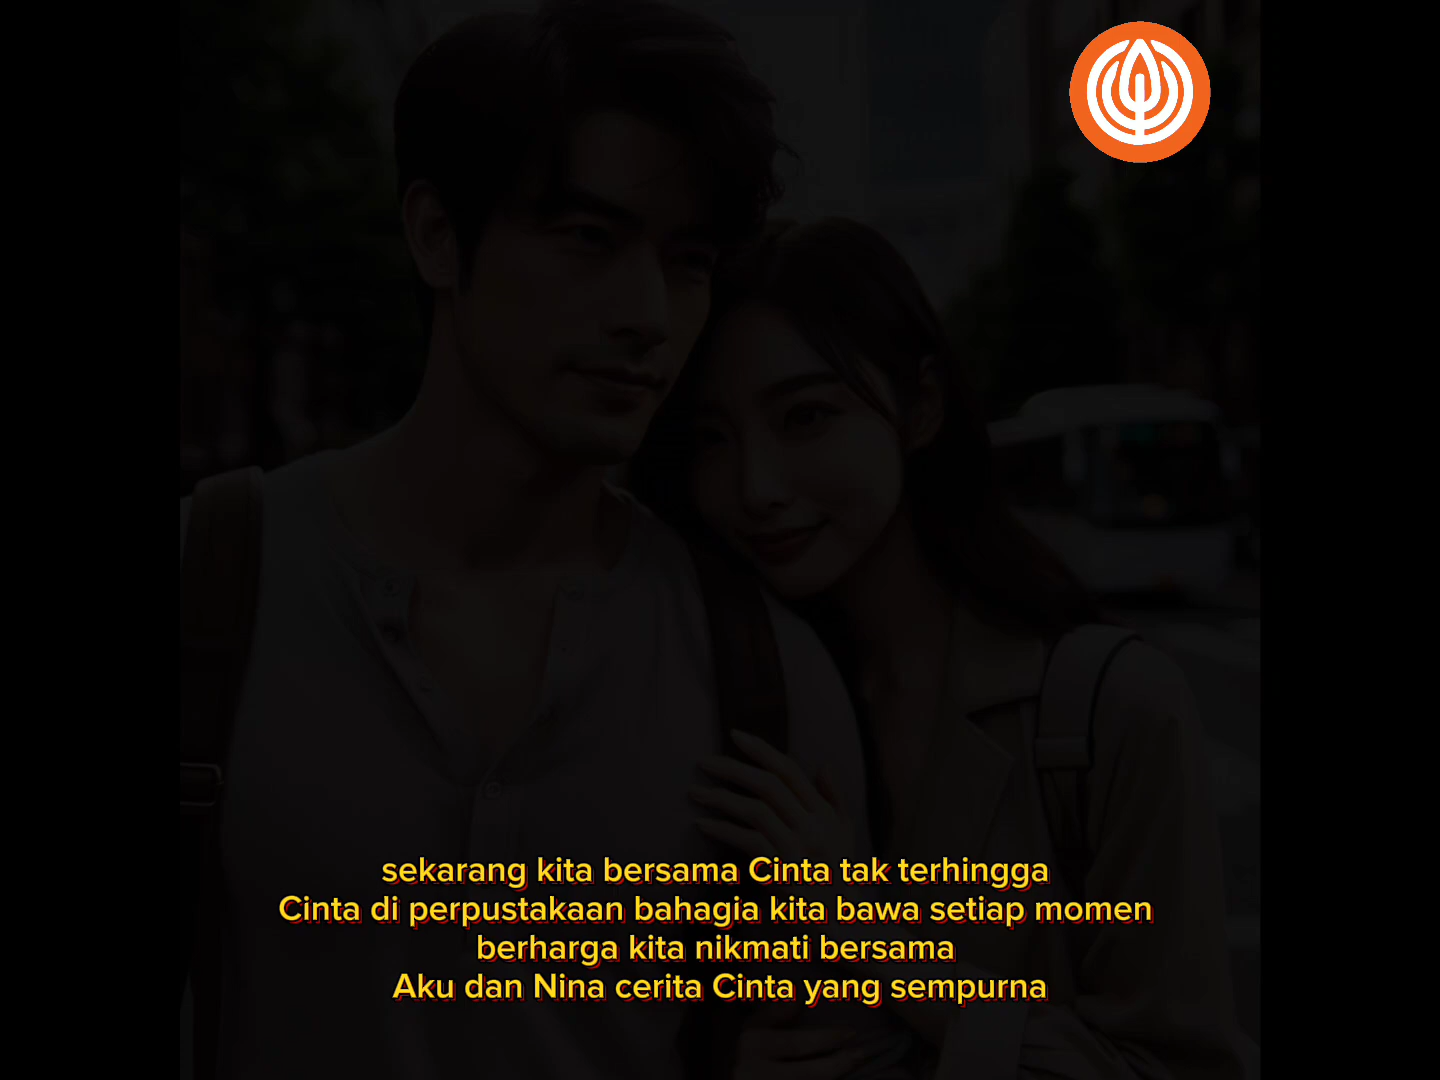 sekarang kita bersama Cinta tak terhingga
Cinta di perpustakaan bahagia kita bawa setiap momen
berharga kita nikmati bersama
Aku dan Nina cerita Cinta yang sempurna